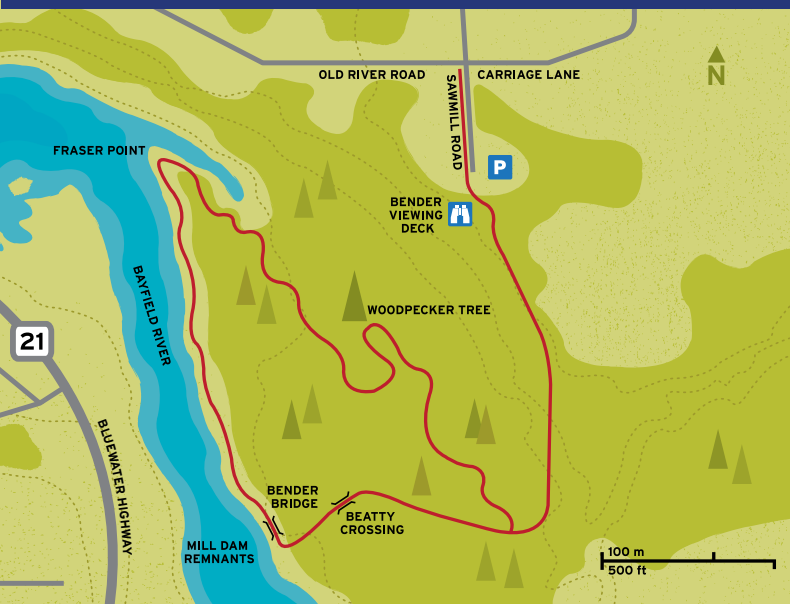 OLD RIVER ROAD
CARRIAGE LANE
N
SAWMILL ROAD
P
FRASER POINT
BENDER
VIEWING
DECK
BAYFIELD RIVER
WOODPECKER TREE
21
BLUEWATER HIGHWAY
BENDER
BRIDGE
BEATTY
CROSSING
MILL DAM
REMNANTS
100 m
500 ft